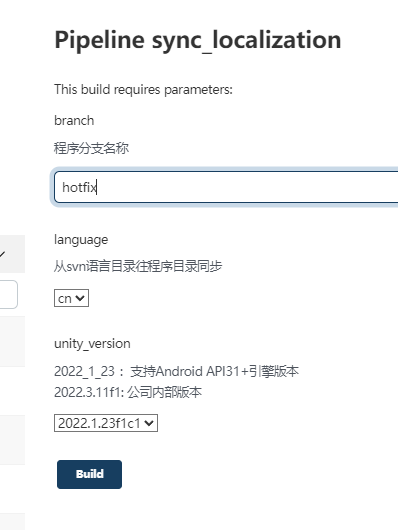 Pipeline sync_localization
This build requires parameters:
branch
程序分支名称
hotfix
language
从svn语言目录往程序目录同步
cn
unity_version
2022_1_23 ：支持Android API31+引擎版本
2022.3.11f1: 公司内部版本
2022.1.23f1c1
Build